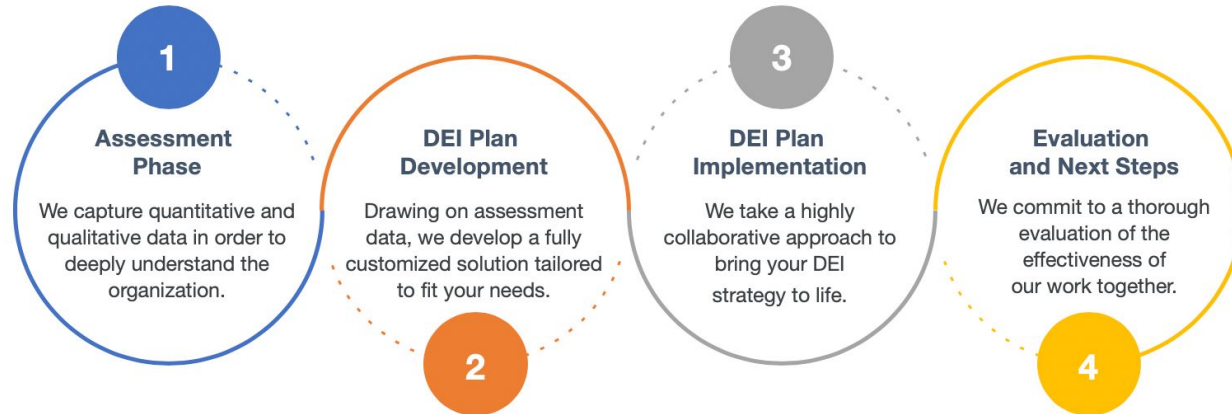 1
Assessment
Phase
We capture quantitative and
qualitative data in order to
deeply understand the
organization.
DEI Plan
Development
Drawing on assessment
data, we develop a fully
customized solution tailored
to fit your needs.
2
3
DEI Plan
Implementation
We take a highly
collaborative approach to
bring your DEI
strategy to life.
Evaluation
and Next Steps
We commit to a thorough
evaluation of the
effectiveness of
our work together.
4